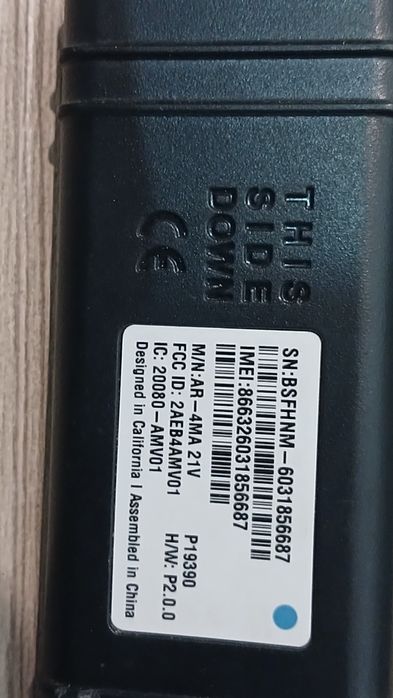 THIS
SIDE
DOWN
CE
SN:BSFHNM-6031856687
IMEI:866326031856687
M/N:AR-4MA 21V P19390
FCC ID: 2AEB4AMV01 H/W: P2.0.0
IC: 20080-AMV01
Designed in California | Assembled in China